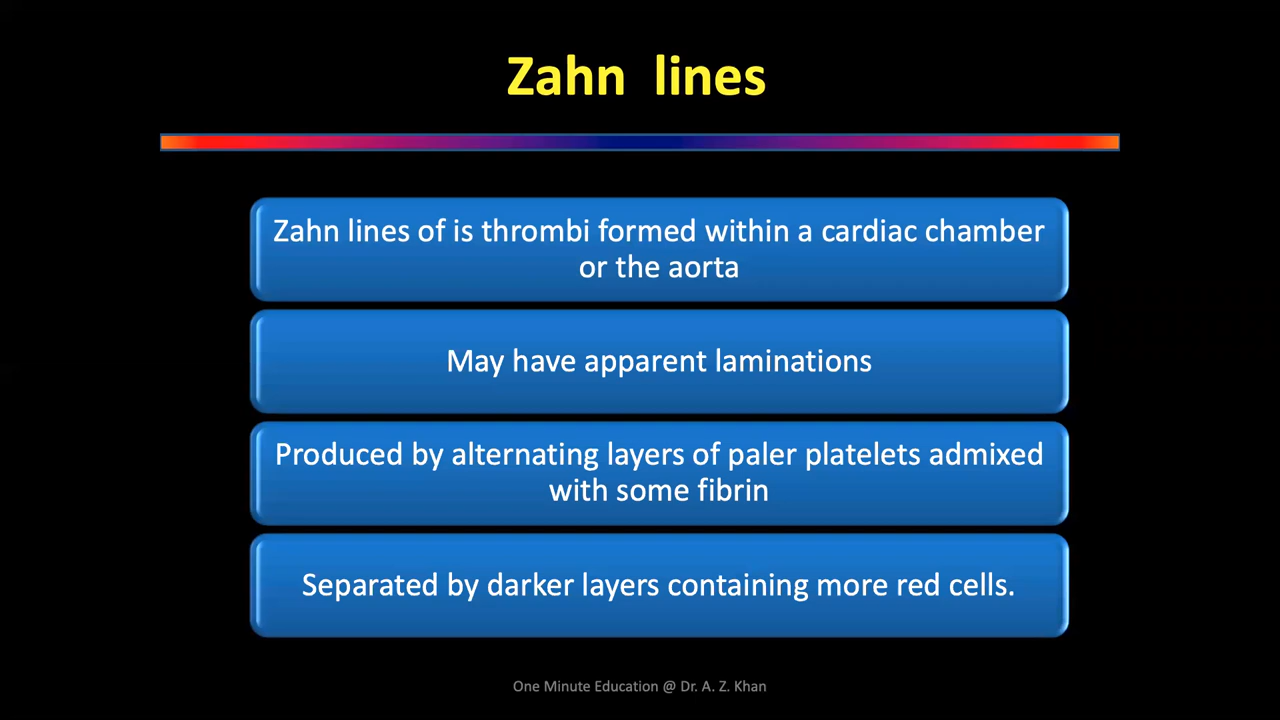 Zahn lines
Zahn lines of is thrombi formed within a cardiac chamber
or the aorta
May have apparent laminations
Produced by alternating layers of paler platelets admixed
with some fibrin
Separated by darker layers containing more red cells.
One Minute Education @ Dr. A. Z. Khan